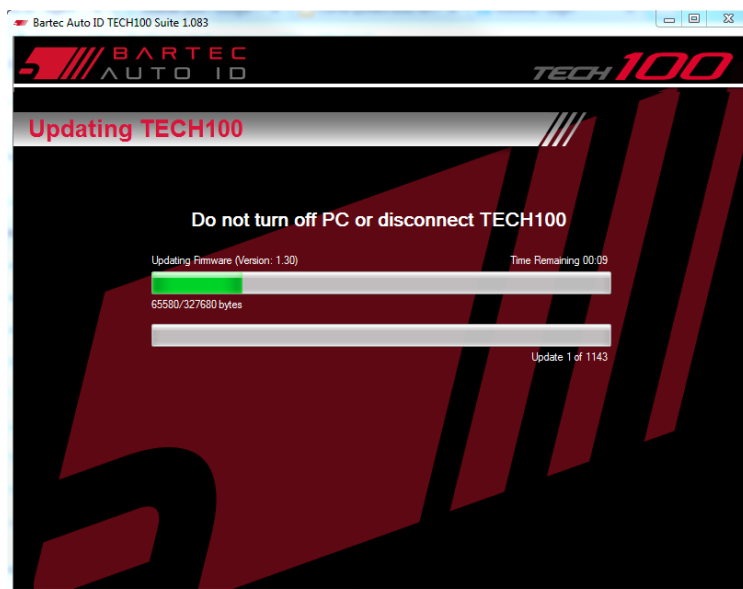 Bartec Auto ID TECH100 Suite 1.083
BARTEC
AUTO ID
TECH100
Updating TECH100
Do not turn off PC or disconnect TECH100
Updating Firmware (Version: 1.30) Time Remaining 00:09
65580/327680 bytes
Update 1 of 1143